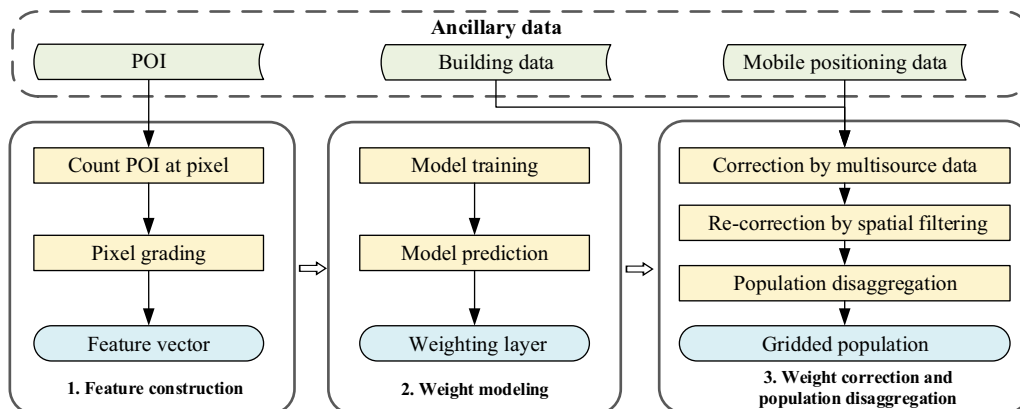 Ancillary data
POI
Building data
Mobile positioning data
Count POI at pixel
Pixel grading
Feature vector
1. Feature construction
Model training
Model prediction
Weighting layer
2. Weight modeling
Correction by multisource data
Re-correction by spatial filtering
Population disaggregation
Gridded population
3. Weight correction and
population disaggregation